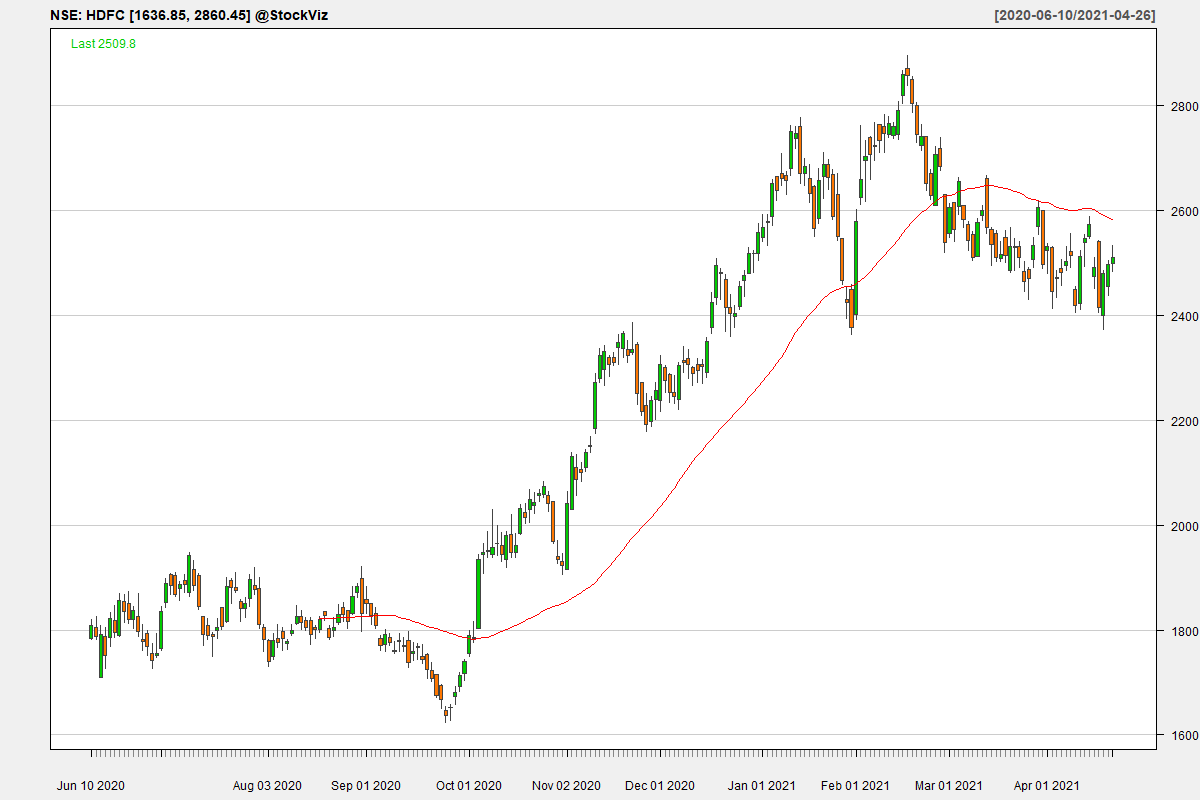 NSE: HDFC [1636.85, 2860.45] @StockViz
[2020-06-10/2021-04-26]
Last 2509.8
2800
2600
2400
2200
2000
1800
1600
Jun 10 2020
Aug 03 2020
Sep 01 2020
Oct 01 2020
Nov 02 2020
Dec 01 2020
Jan 01 2021
Feb 01 2021
Mar 01 2021
Apr 01 2021